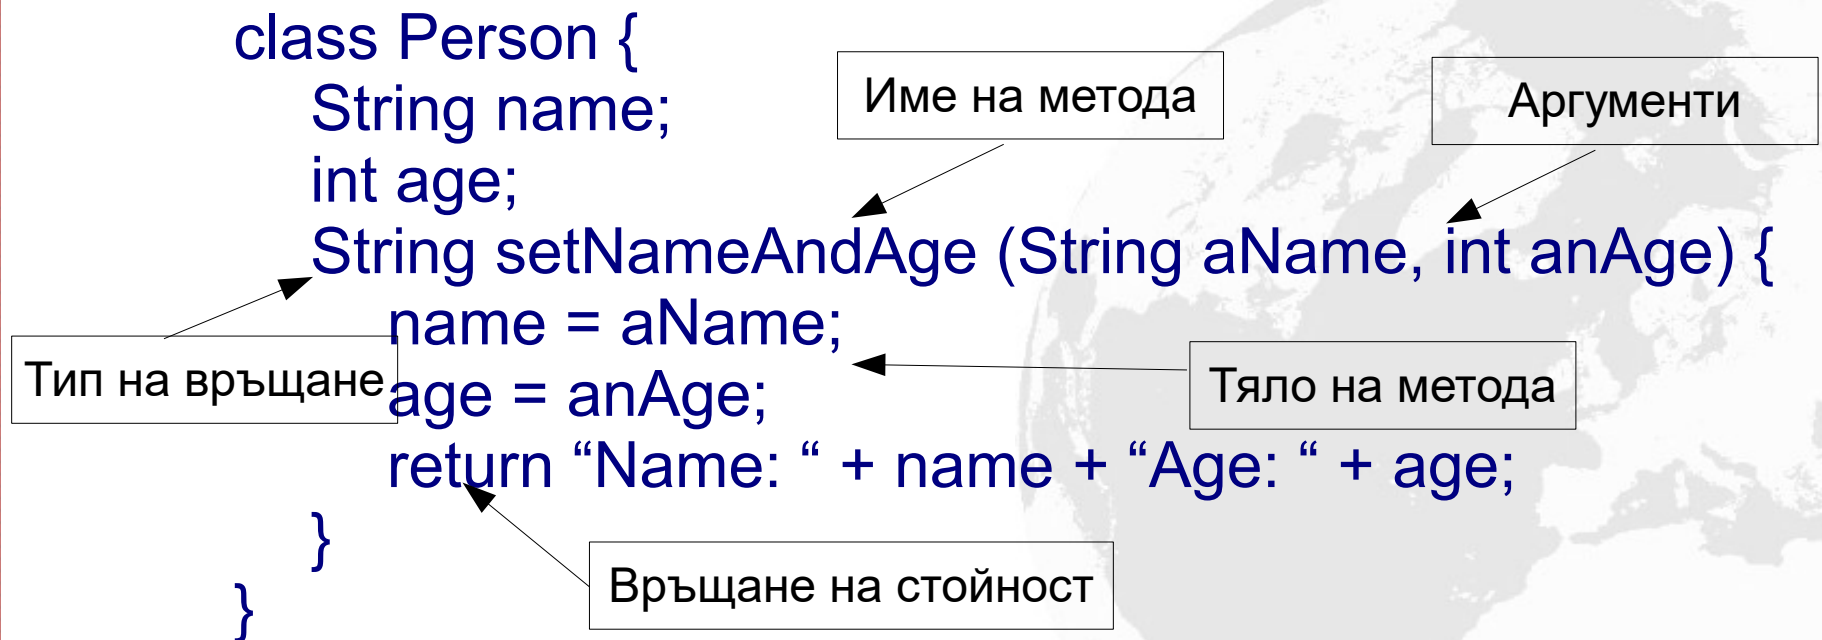 class Person {
String name;
Име на метода
Аргументи
int age;
String setNameAndAge (String aName, int anAge) {
name = aName;
Тип на връщане
age = anAge;
Тяло на метода
return “Name: “ + name + “Age: “ + age;
}
Връщане на стойност
}